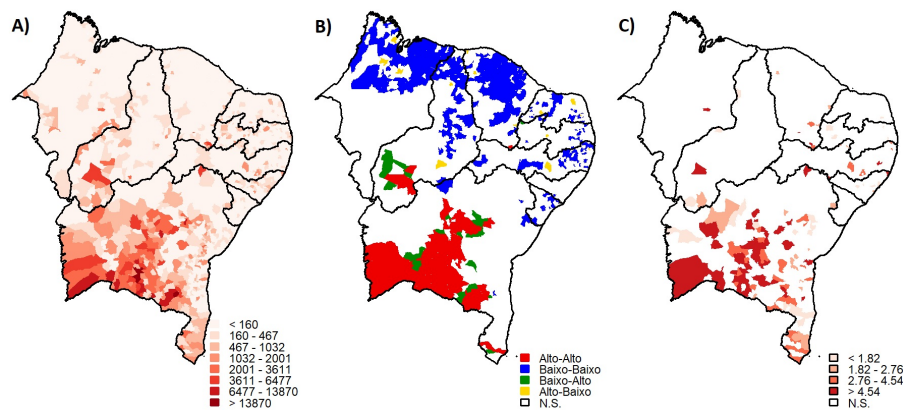 A)
B)
C)
< 160
160 - 467
467 - 1032
1032 - 2001
2001 - 3611
3611 - 6477
6477 - 13870
> 13870
Alto-Alto
Baixo-Baixo
Baixo-Alto
Alto-Baixo
N.S.
< 1.82
1.82 - 2.76
2.76 - 4.54
> 4.54
N.S.